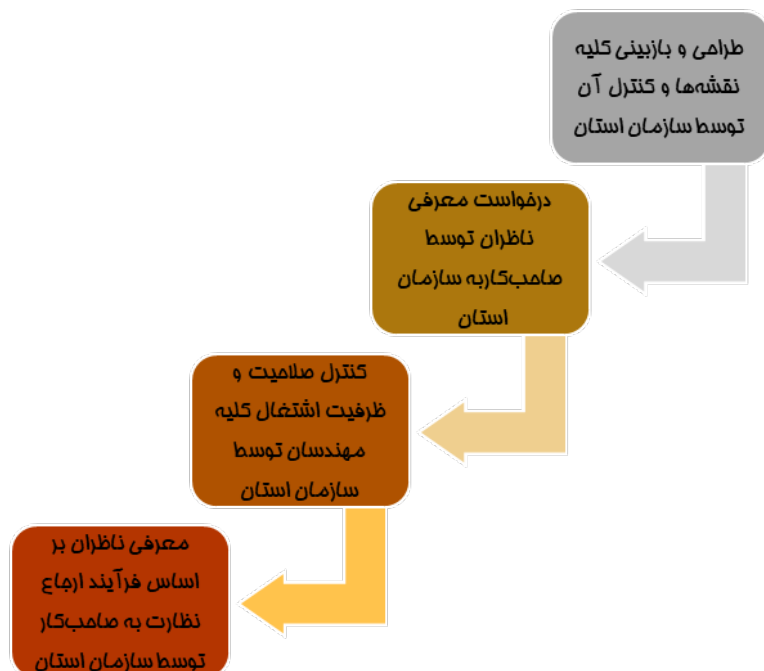 طراحی و بازبینی کلیه
نقشه‌ها و کنترل آن
توسط سازمان استان
درخواست معرفی
ناظران توسط
صاحب‌کاربه سازمان
استان
کنترل صلاحیت و
ظرفیت اشتغال کلیه
مهندسان توسط
سازمان استان
معرفی ناظران بر
اساس فرآیند ارجاع
نظارت به صاحب‌کار
توسط سازمان استان